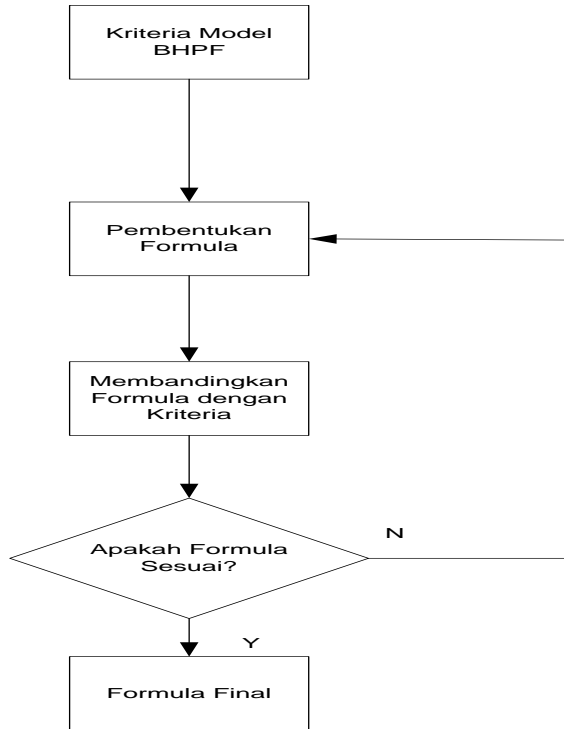 Kriteria Model
BHPF
Pembentukan
Formula
Membandingkan
Formula dengan
Kriteria
Apakah Formula
Sesuai?
N
Y
Formula Final